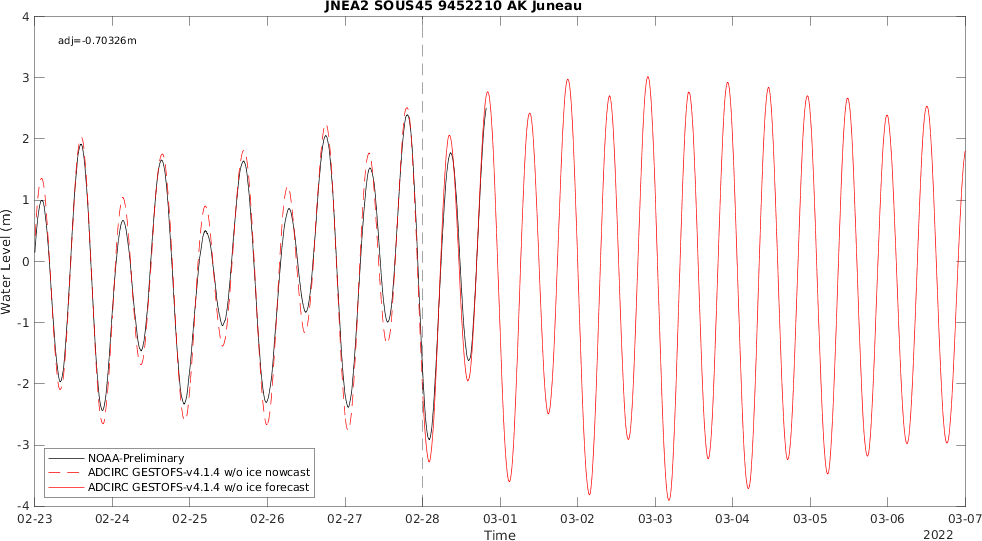 JNEA2 SOUS45 9452210 AK Juneau
adj=-0.70326m
4
3
2
1
0
-1
-2
-3
-4
Water Level (m)
NOAA-Preliminary
ADCIRC GESTOFS-v4.1.4 w/o ice nowcast
ADCIRC GESTOFS-v4.1.4 w/o ice forecast
02-23 02-24 02-25 02-26 02-27 02-28 03-01 03-02 03-03 03-04 03-05 03-06 03-07
Time
2022